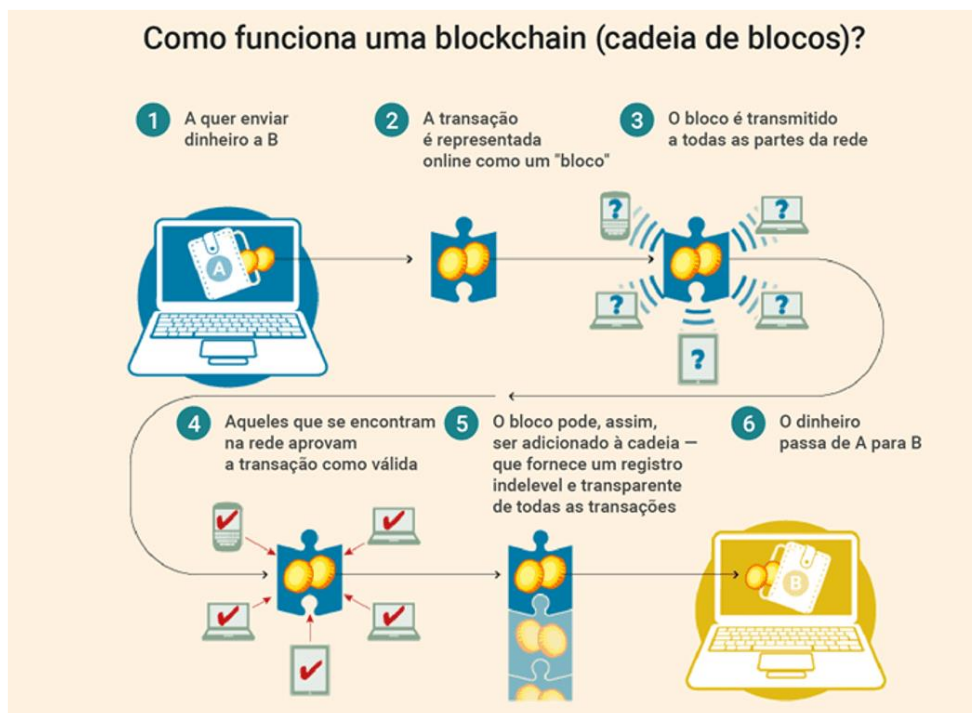 Como funciona uma blockchain (cadeia de blocos)?
1
A quer enviar
dinheiro a B
2
A transação
é representada
online como um "bloco"
3
O bloco é transmitido
a todas as partes da rede
A
?
?
?
?
?
4
Aqueles que se encontram
na rede aprovam
a transação como válida
5
O bloco pode, assim,
ser adicionado à cadeia —
que fornece um registro
indelevel e transparente
de todas as transações
6
O dinheiro
passa de A para B
B